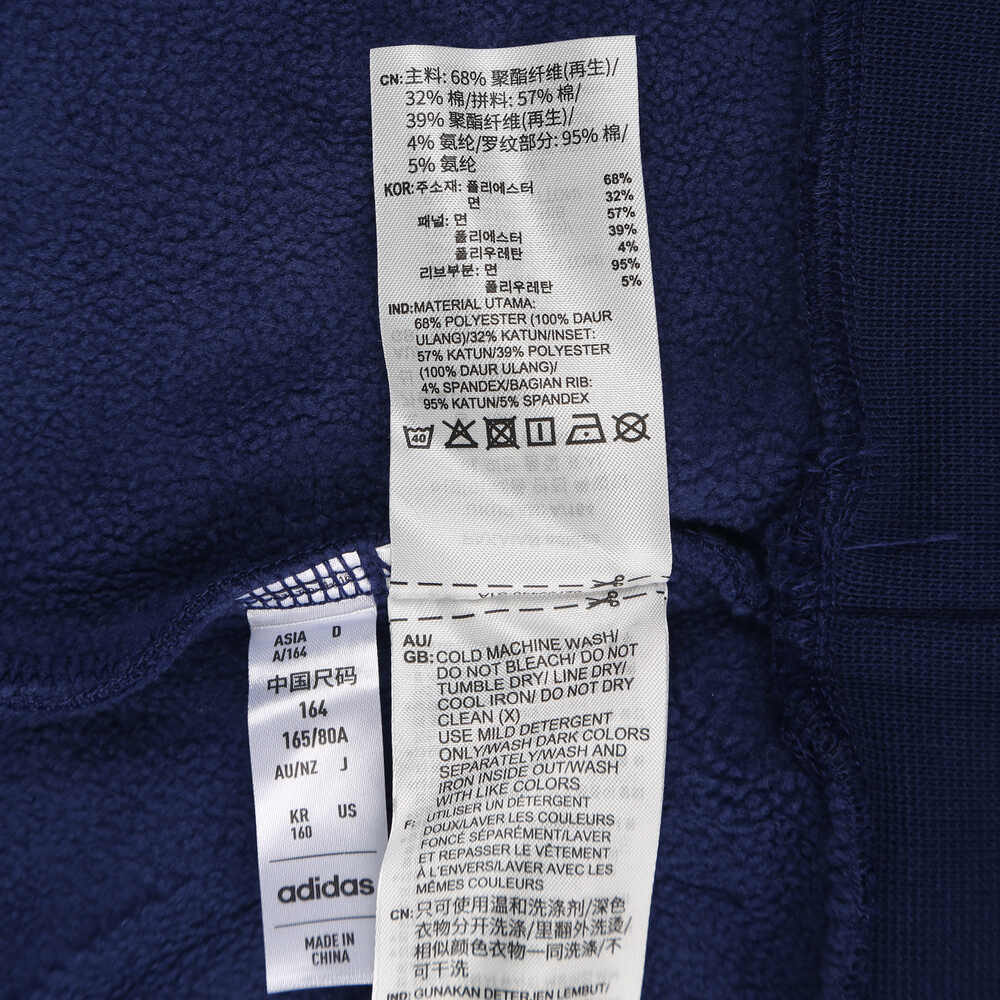 CN:主料: 68% 聚酯纤维(再生)/
32% 棉/拼料: 57% 棉/
39% 聚酯纤维(再生)/
4% 氨纶/罗纹部分: 95% 棉/
5% 氨纶
KOR:주소재: 폴리에스터 68%
면 32%
패널: 면 57%
폴리에스터 39%
폴리우레탄 4%
리브부분: 면 95%
폴리우레탄 5%
IND:MATERIAL UTAMA:
68% POLYESTER (100% DAUR
ULANG)/32% KATUN/INSET:
57% KATUN/39% POLYESTER
(100% DAUR ULANG)/
4% SPANDEX/BAGIAN RIB:
95% KATUN/5% SPANDEX
40
ASIA D
A/164
中国尺码
164
165/80A
AU/NZ J
KR US
160
adidas
MADE IN
CHINA
AU/
GB: COLD MACHINE WASH/
DO NOT BLEACH/ DO NOT
TUMBLE DRY/ LINE DRY/
COOL IRON/ DO NOT DRY
CLEAN (X)
USE MILD DETERGENT
ONLY/WASH DARK COLORS
SEPARATELY/WASH AND
IRON INSIDE OUT/WASH
WITH LIKE COLORS
F: UTILISER UN DÉTERGENT
DOUX/LAVER LES COULEURS
FONCÉ SÉPARÉMENT/LAVER
ET REPASSER LE VÊTEMENT
À L'ENVERS/LAVER AVEC LES
MÊMES COULEURS
CN: 只可使用温和洗涤剂/深色
衣物分开洗涤/里翻外洗烫/
相似颜色衣物一同洗涤/不
可干洗
IND: GUNAKAN DETERJEN LEMBUT/